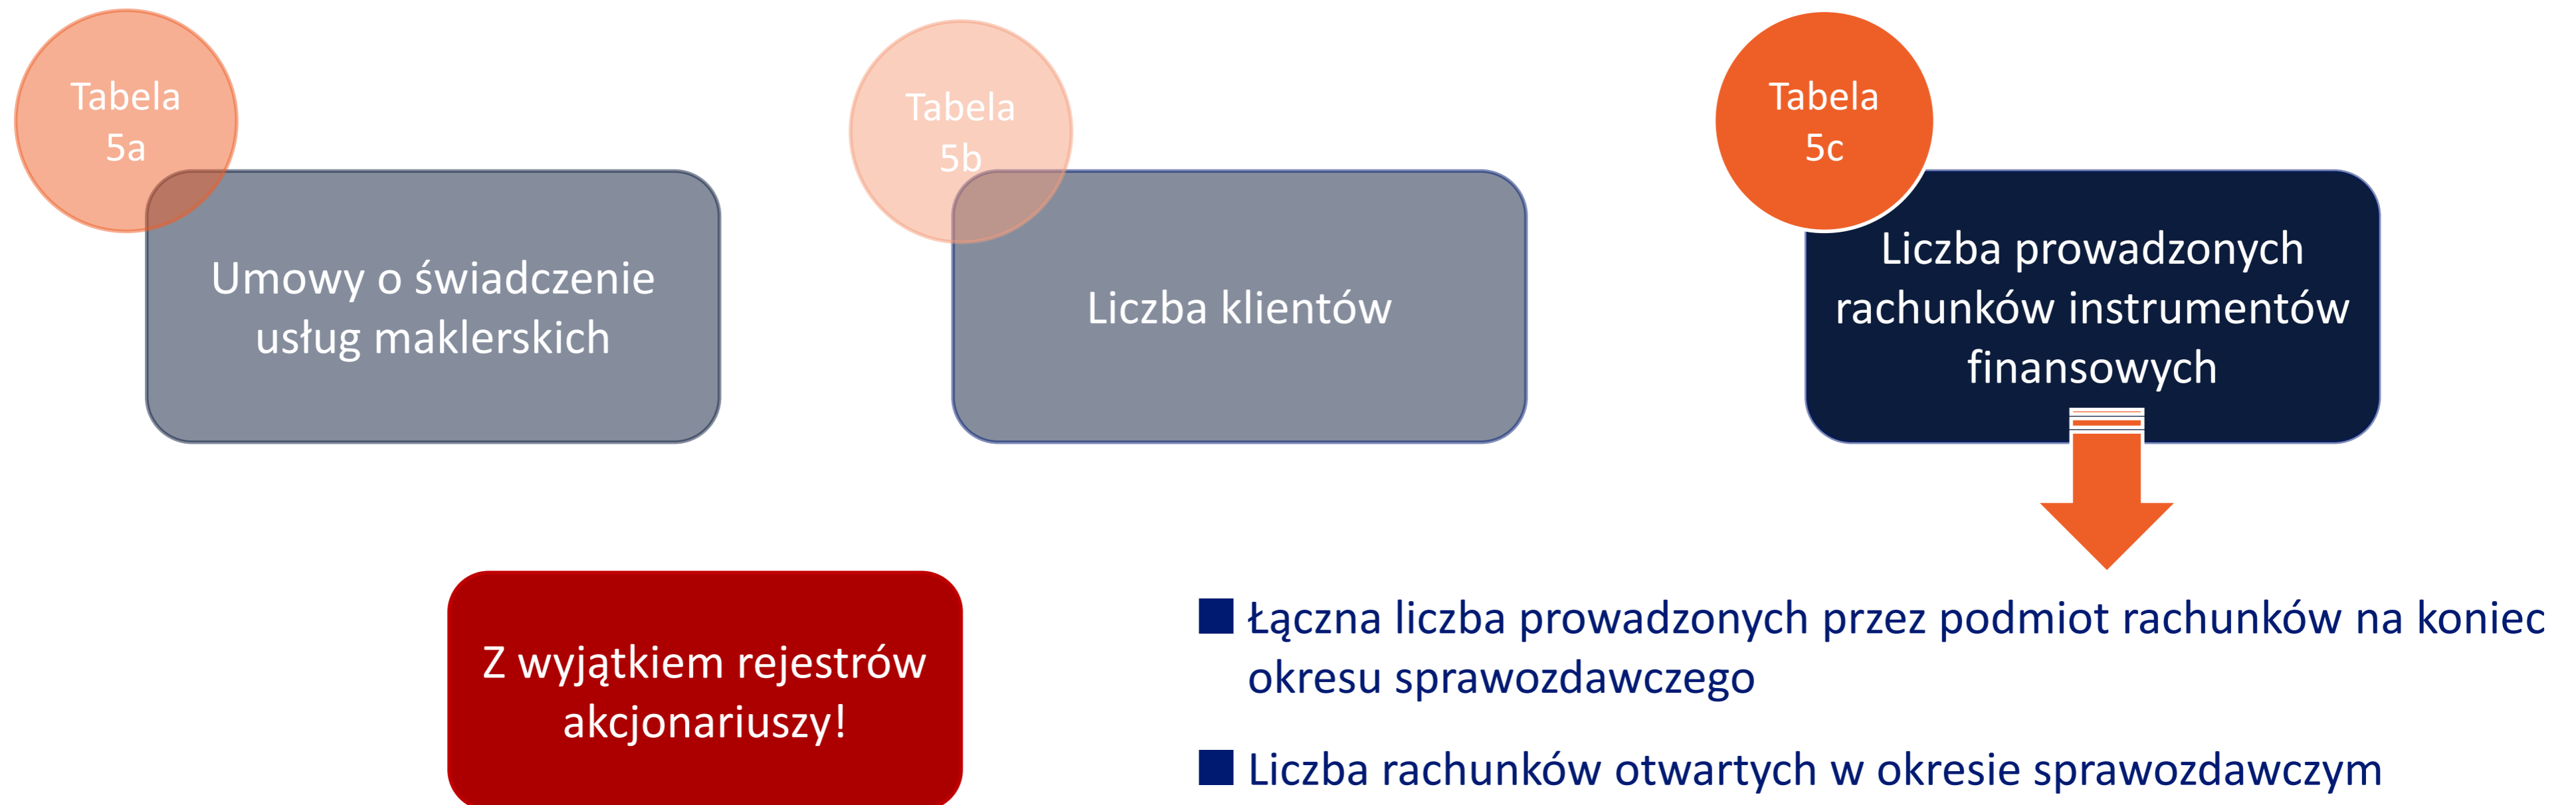 Tabela
5a
Umowy o świadczenie
usług maklerskich
Tabela
5b
Liczba klientów
Tabela
5c
Liczba prowadzonych
rachunków instrumentów
finansowych
Z wyjątkiem rejestrów
akcjonariuszy!
Łączna liczba prowadzonych przez podmiot rachunków na koniec
okresu sprawozdawczego
Liczba rachunków otwartych w okresie sprawozdawczym